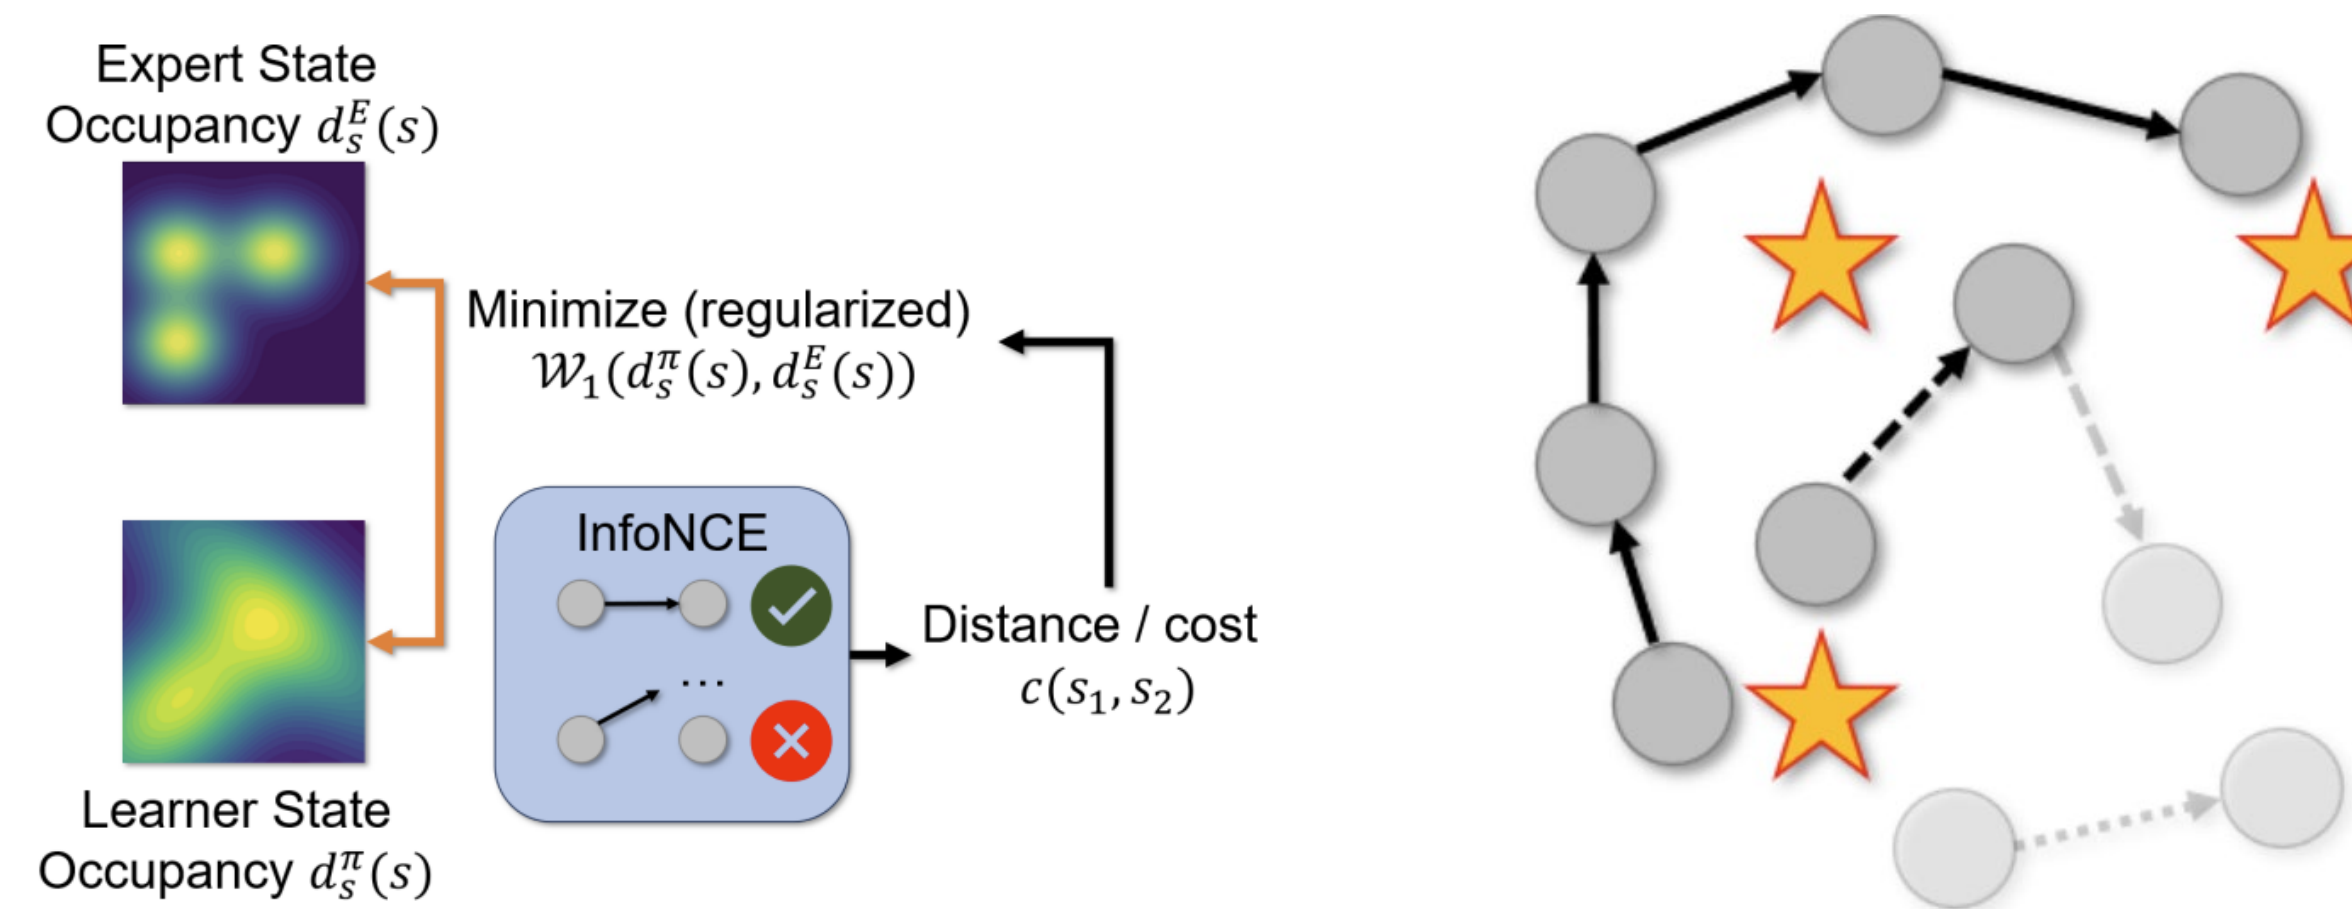 Expert State
Occupancy $d_s^E(s)$
Minimize (regularized)
$\mathcal{W}_1(d_s^\pi(s), d_s^E(s))$
InfoNCE
...
Distance / cost
$c(s_1, s_2)$
Learner State
Occupancy $d_s^\pi(s)$